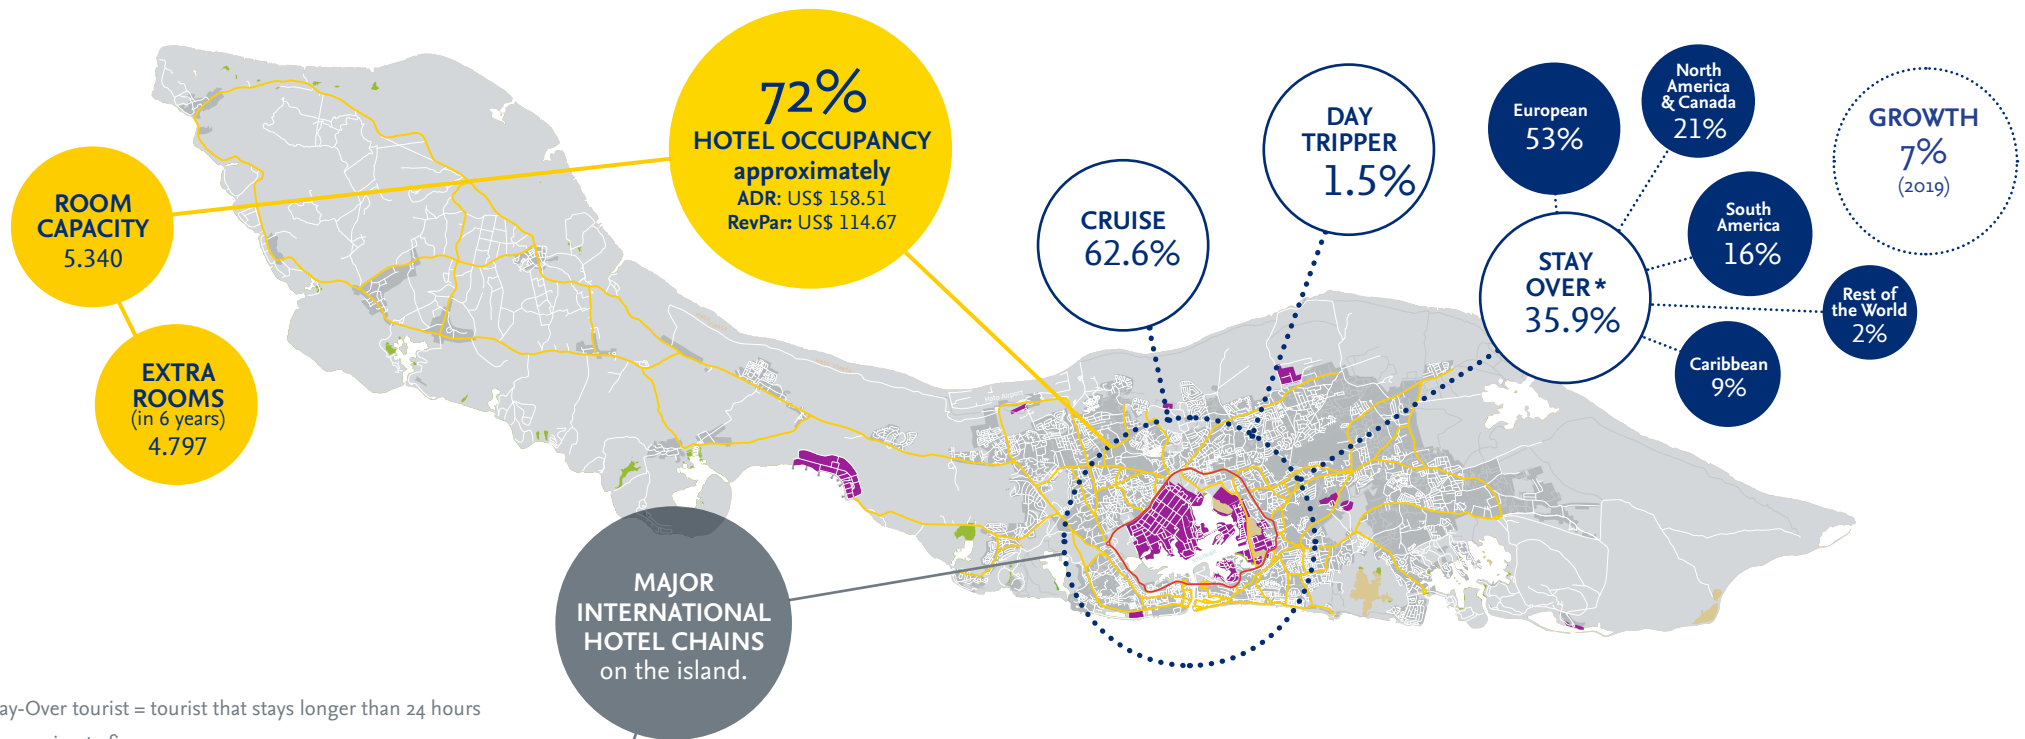 72%
HOTEL OCCUPANCY
approximately
ADR: US$ 158.51
RevPar: US$ 114.67
ROOM
CAPACITY
5.340
EXTRA
ROOMS
(in 6 years)
4.797
CRUISE
62.6%
DAY
TRIPPER
1.5%
European
53%
North
America
& Canada
21%
GROWTH
7%
(2019)
South
America
16%
STAY
OVER*
35.9%
Rest of
the World
2%
Caribbean
9%
MAJOR
INTERNATIONAL
HOTEL CHAINS
on the island.
ay-Over tourist = tourist that stays longer than 24 hours